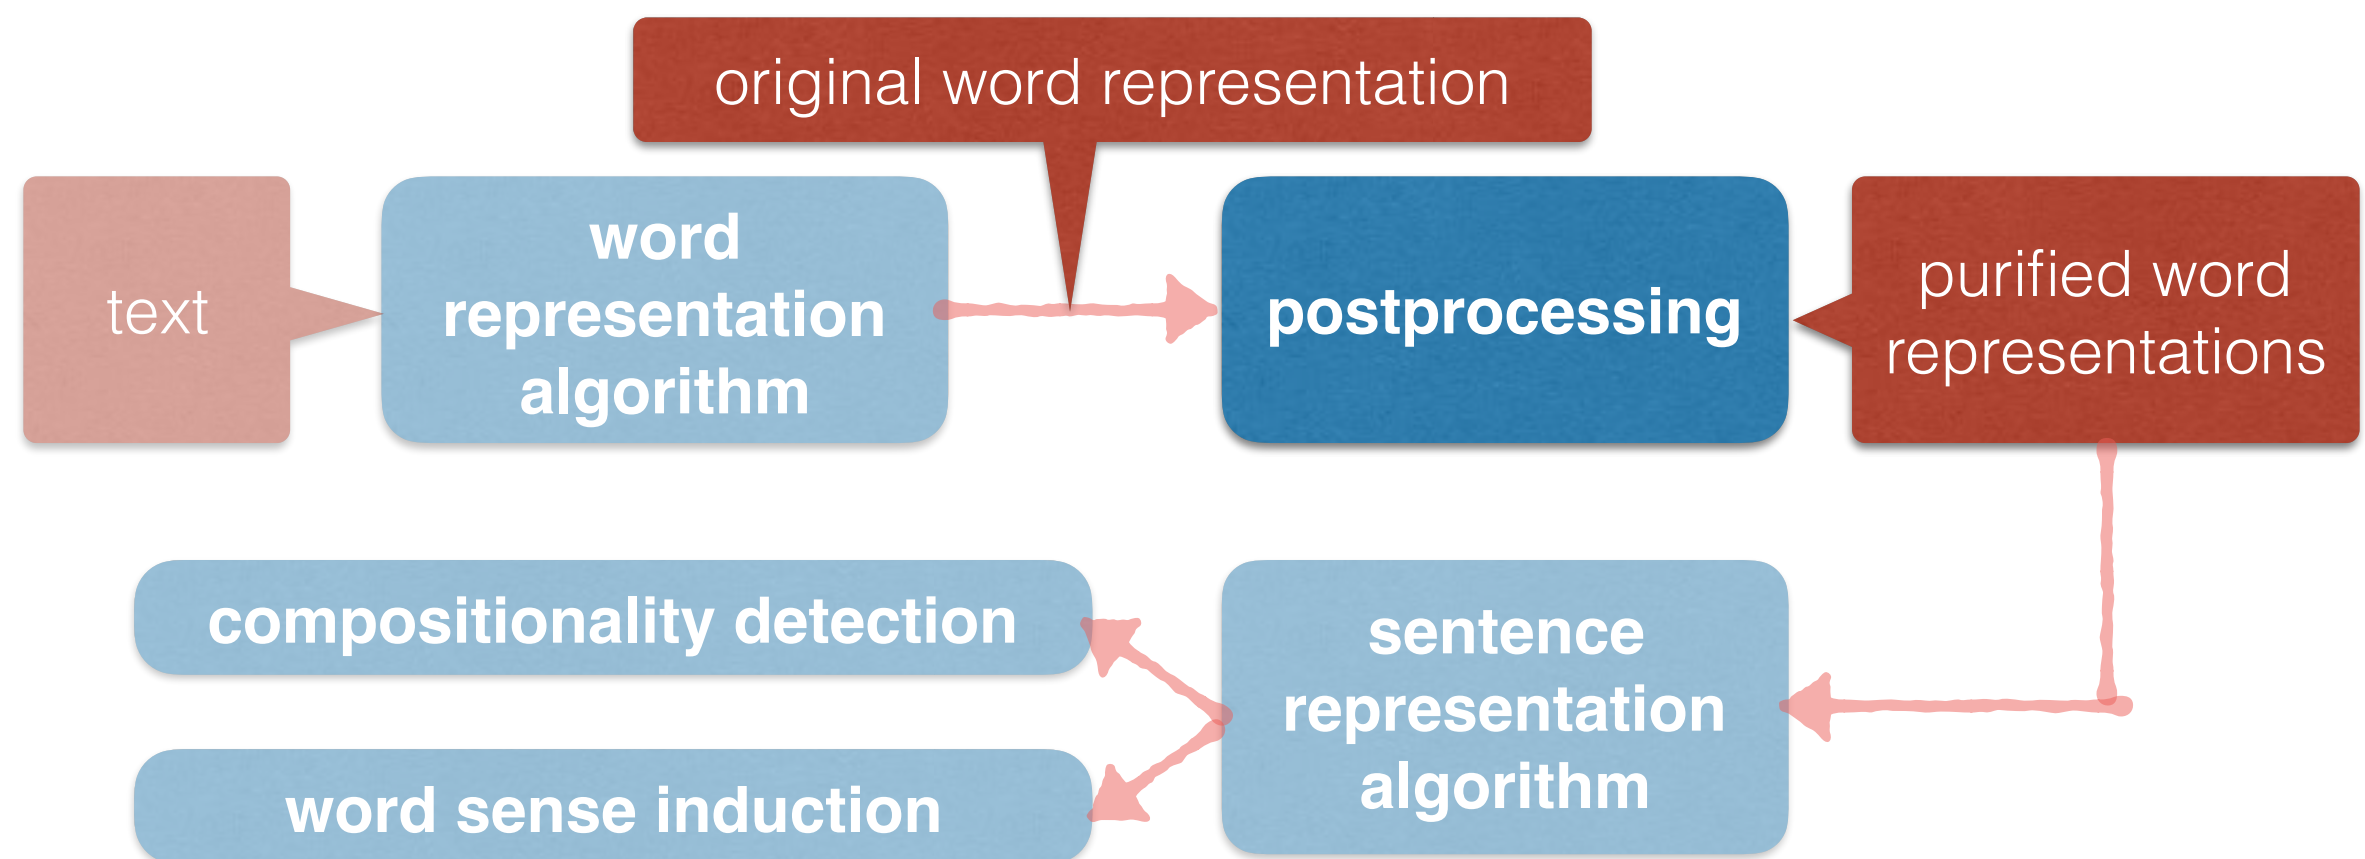 original word representation
text
word
representation
algorithm
postprocessing
purified word
representations
compositionality detection
sentence
representation
algorithm
word sense induction